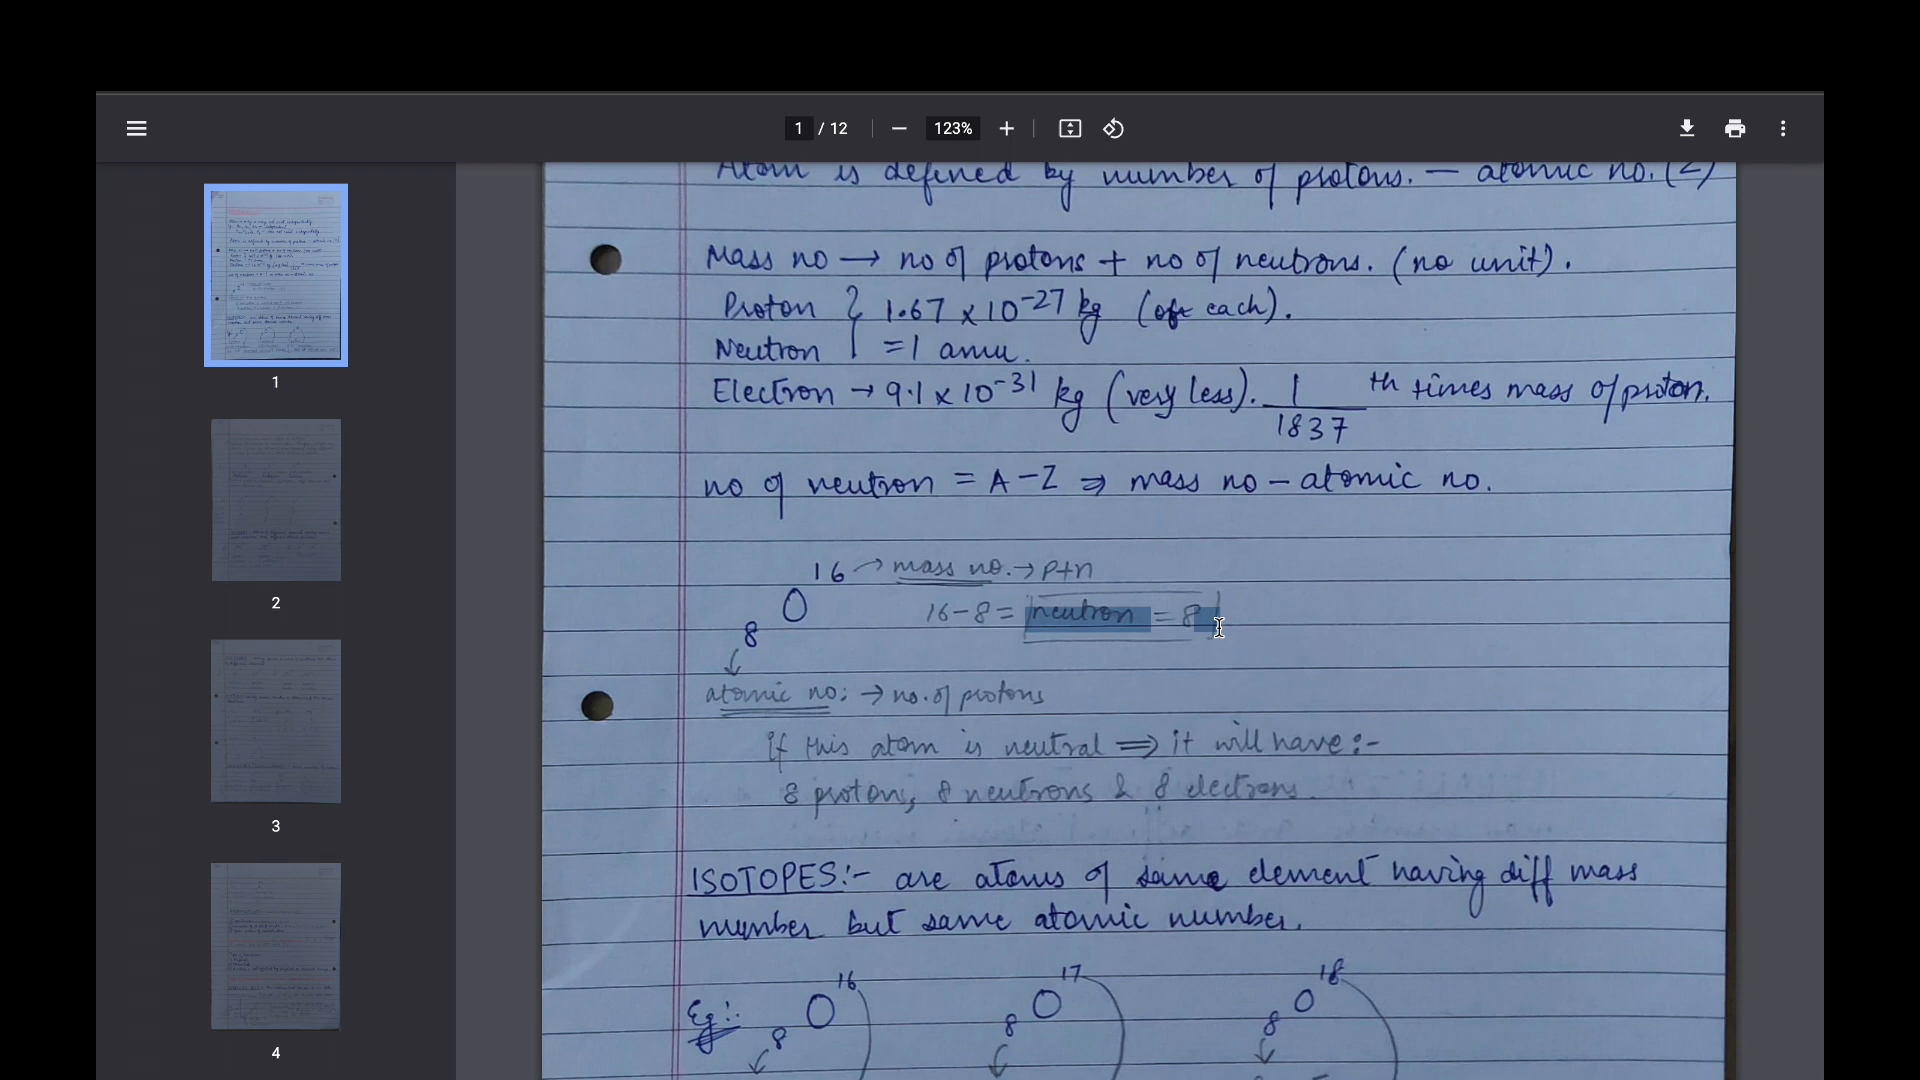 1 / 12
123%
Atom is defined by number of protons. — atomic no. (Z)
Mass no → no of protons + no of neutrons. (no unit).
Proton } 1.67 x 10-27 kg (of each).
Neutron = 1 amu.
Electron → 9.1 x 10-31 kg (very less). 1/1837 th times mass of proton.
no of neutron = A - Z ⇒ mass no - atomic no.
16 → mass no. → p+n
O
16 - 8 = neutron = 8
8
atomic no: → no. of protons
If this atom is neutral ⇒ it will have :-
8 protons, 8 neutrons & 8 electrons.
ISOTOPES:- are atoms of same element having diff mass
number but same atomic number.
Eg:- 8 O 16 8 O 17 8 O 18
1
2
3
4